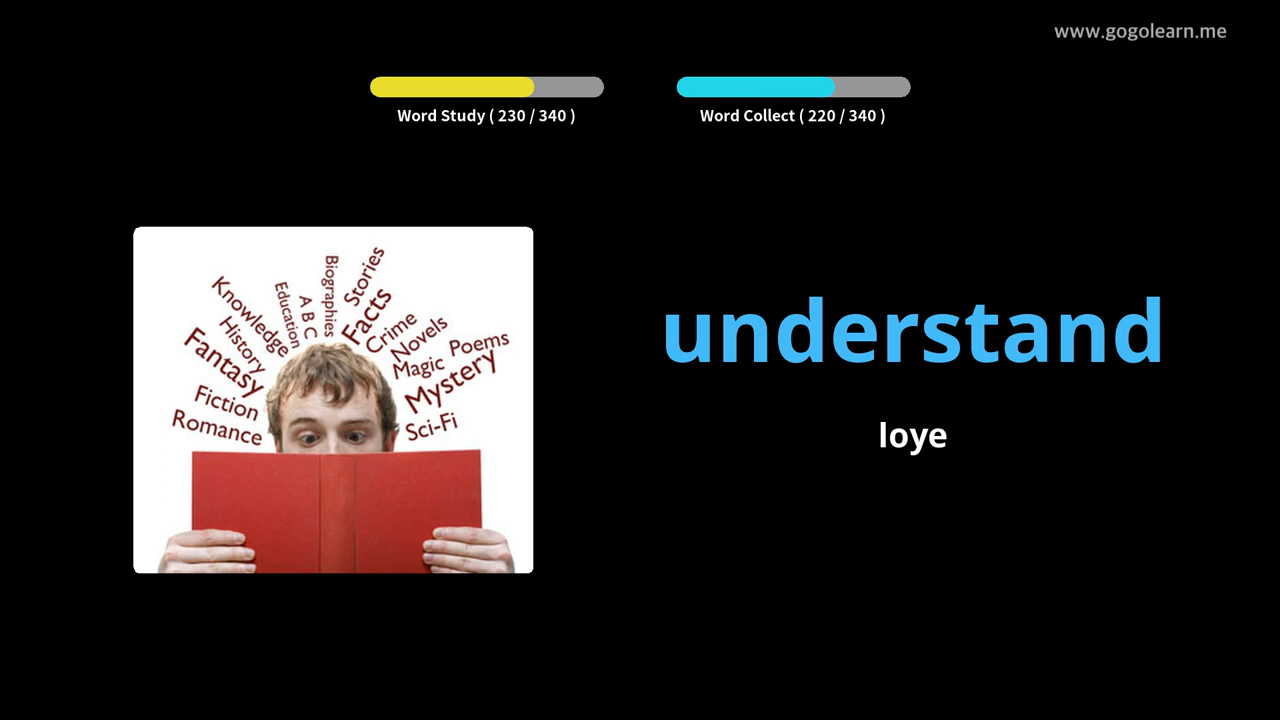 www.gogolearn.me
Word Study ( 230 / 340 )
Word Collect ( 220 / 340 )
Knowledge
History
Fantasy
Fiction
Romance
Education
A B C
Biographies
Stories
Facts
Crime
Novels
Magic
Poems
Mystery
Sci-Fi
understand
loye